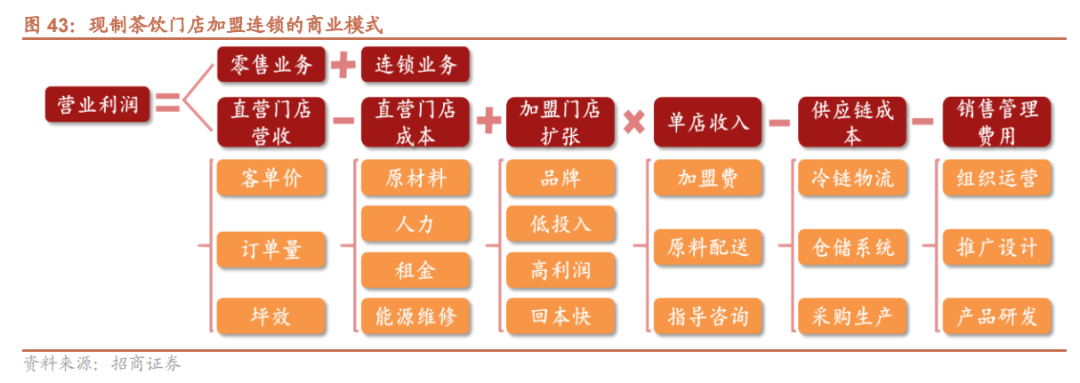 图 43：现制茶饮门店加盟连锁的商业模式
零售业务 + 连锁业务
营业利润 =
直营门店
营收
-
直营门店
成本
+
加盟门店
扩张
×
单店收入
-
供应链成
本
-
销售管理
费用
客单价
订单量
坪效
原材料
人力
租金
能源维修
品牌
低投入
高利润
回本快
加盟费
原料配送
指导咨询
冷链物流
仓储系统
采购生产
组织运营
推广设计
产品研发
资料来源：招商证券